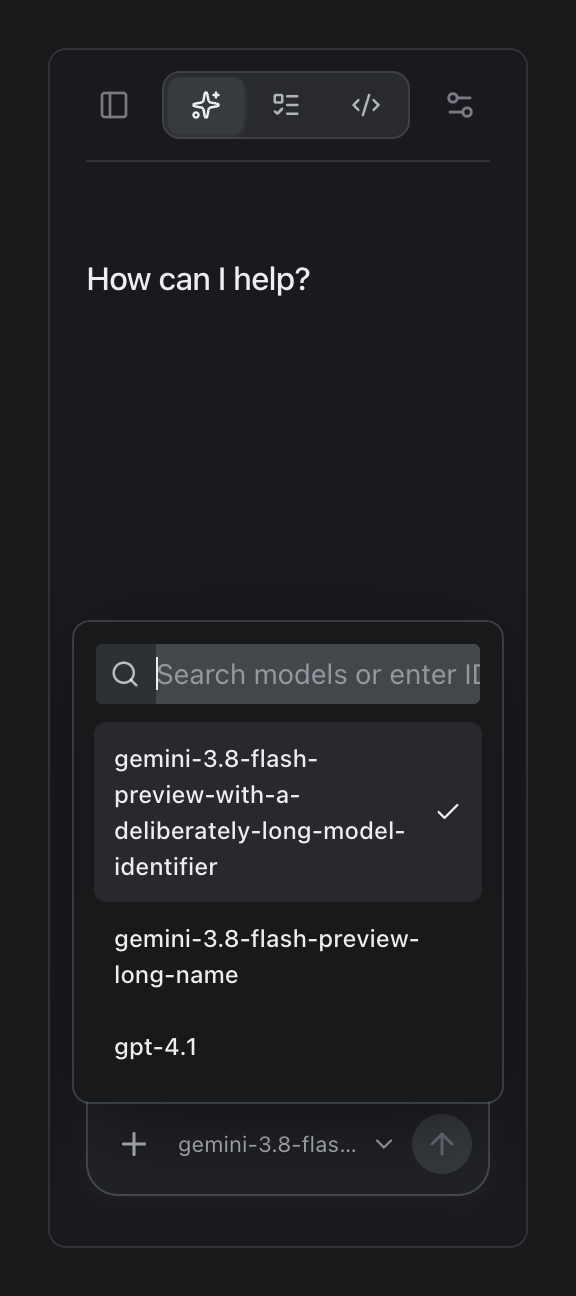 How can I help?
Search models or enter ID
gemini-3.8-flash-
preview-with-a-
deliberately-long-model-
identifier
gemini-3.8-flash-preview-
long-name
gpt-4.1
gemini-3.8-flas...